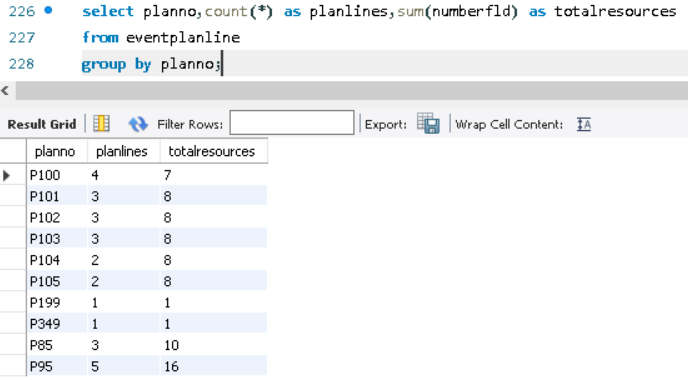 226 select planno,count(*) as planlines,sum(numberfld) as totalresources
227 from eventplanline
228 group by planno;
Result Grid Filter Rows: Export: Wrap Cell Content: IA
planno planlines totalresources
P100 4 7
P101 3 8
P102 3 8
P103 3 8
P104 2 8
P105 2 8
P199 1 1
P349 1 1
P85 3 10
P95 5 16